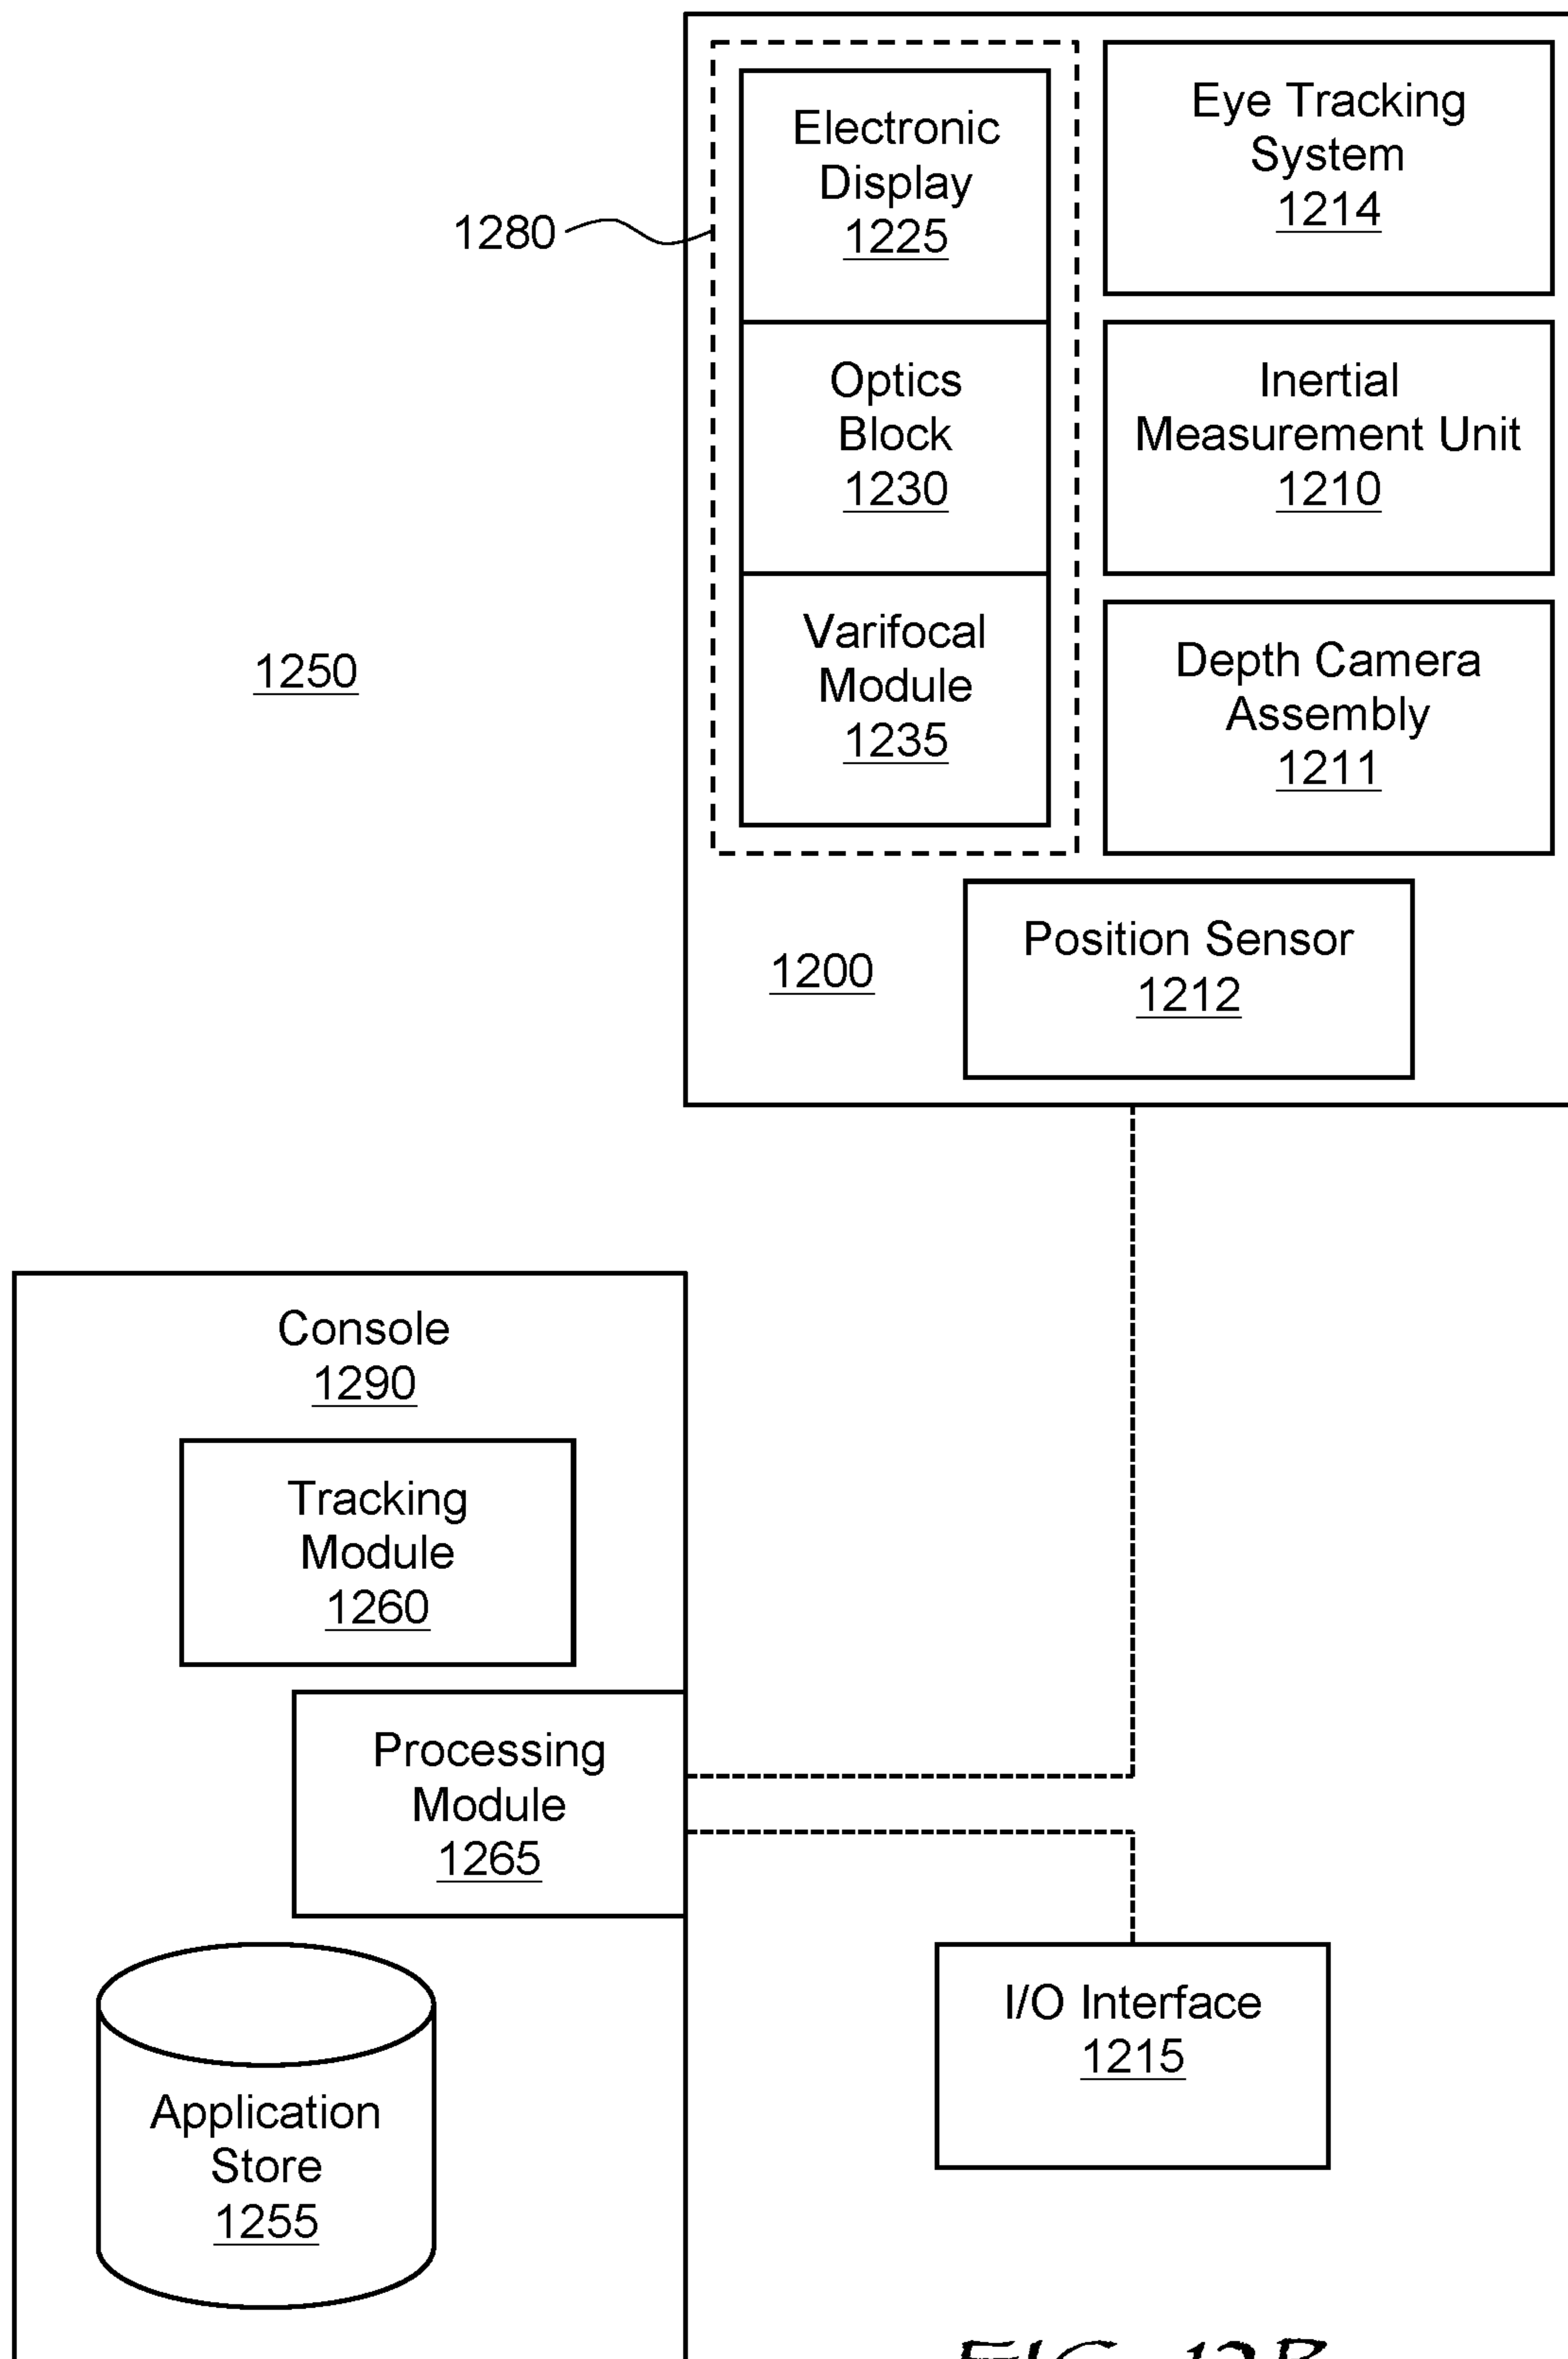 Electronic
Display
1225
Eye Tracking
System
1214
1280
Optics
Block
1230
Inertial
Measurement Unit
1210
Varifocal
Module
1235
Depth Camera
Assembly
1211
1250
Position Sensor
1212
1200
Console
1290
Tracking
Module
1260
Processing
Module
1265
I/O Interface
1215
Application
Store
1255
FIG. 12B